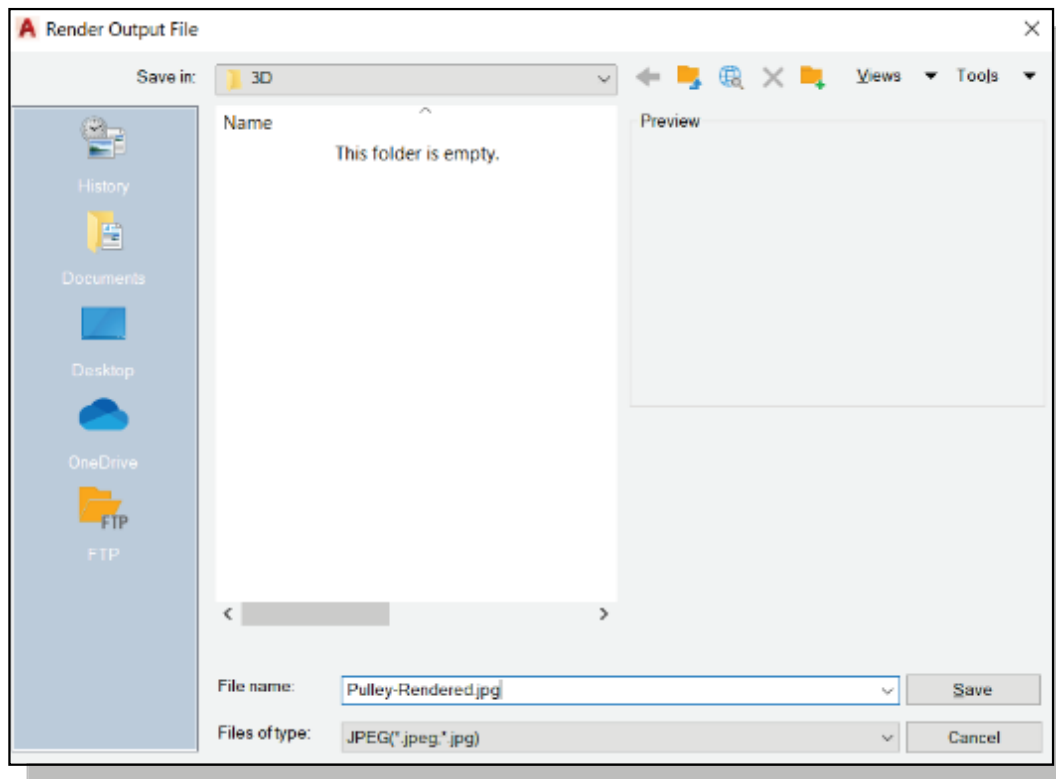 Render Output File
Save in: 3D Views Tools
Name
Preview
This folder is empty.
History
Documents
Desktop
OneDrive
FTP
FTP
File name: Pulley-Rendered.jpg Save
Files of type: JPEG(*.jpeg;*.jpg) Cancel